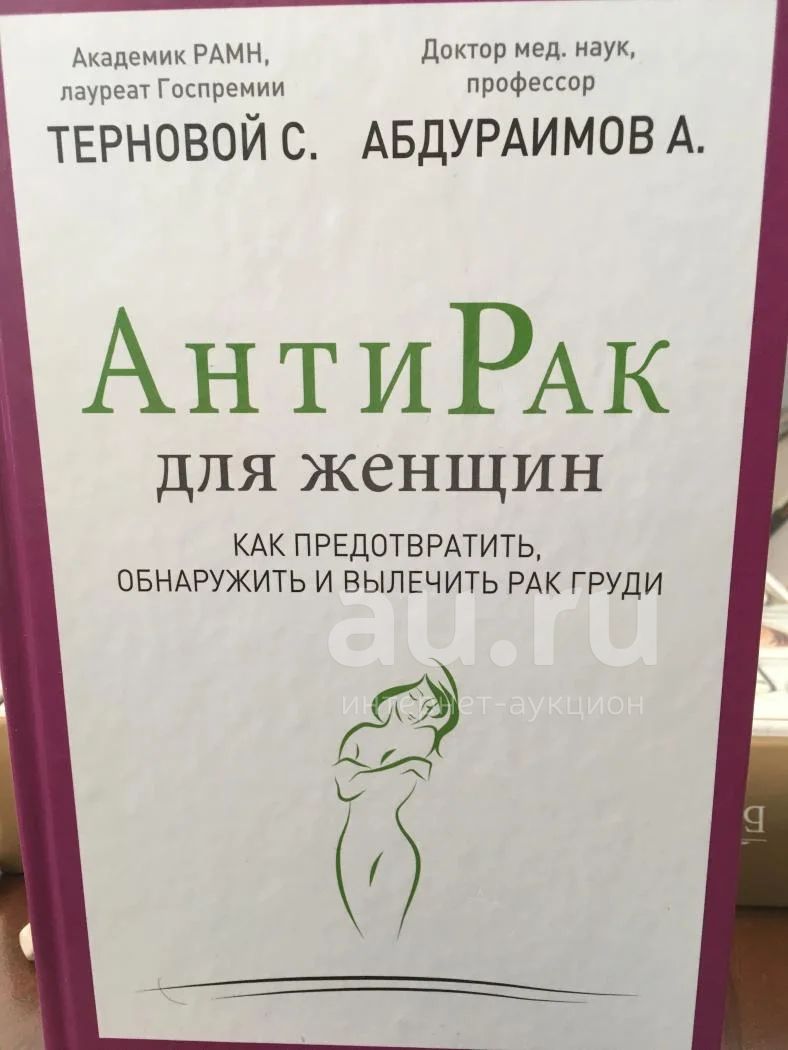 Академик РАМН,
лауреат Госпремии
ТЕРНОВОЙ С.
Доктор мед. наук,
профессор
АБДУРАИМОВ А.
АнтиРак
для женщин
КАК ПРЕДОТВРАТИТЬ,
ОБНАРУЖИТЬ И ВЫЛЕЧИТЬ РАК ГРУДИ
au.ru
интернет-аукцион